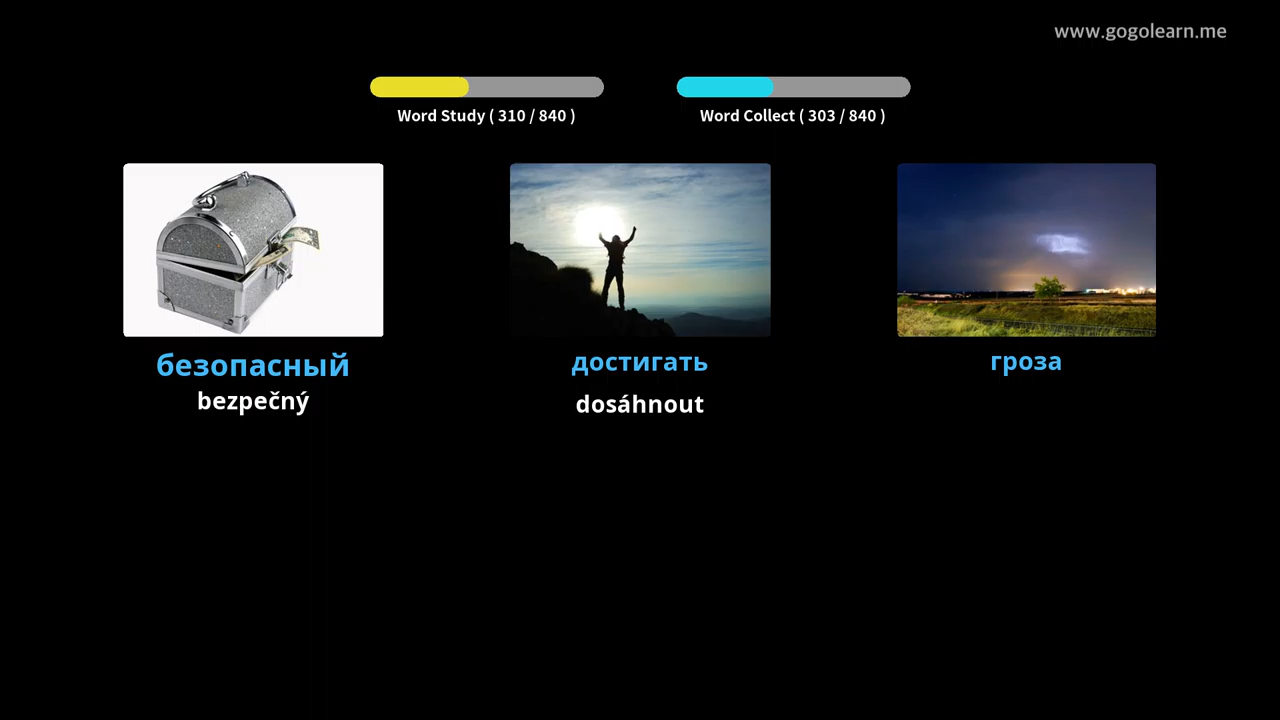 www.gogolearn.me
Word Study ( 310 / 840 )
Word Collect ( 303 / 840 )
безопасный
bezpečný
достигать
dosáhnout
гроза